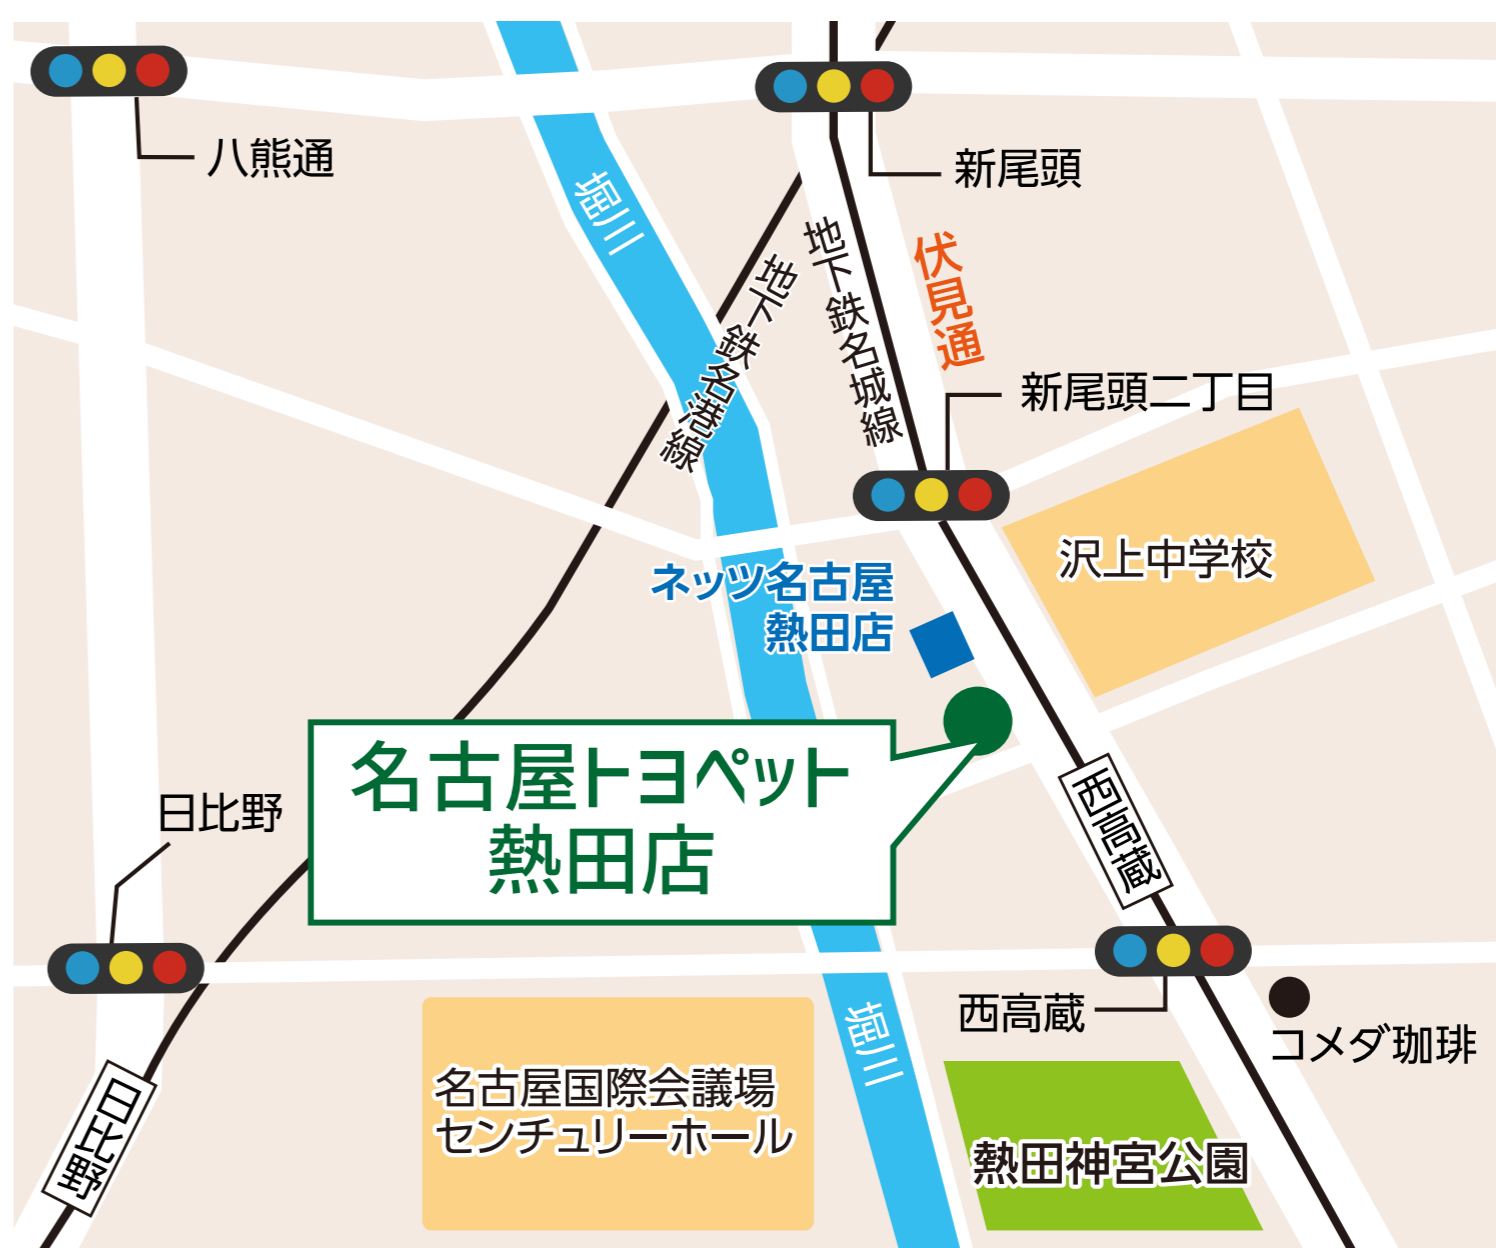 八熊通
新尾頭
堀川
地下鉄名港線
地下鉄名城線
伏見通
新尾頭二丁目
沢上中学校
ネッツ名古屋
熱田店
名古屋トヨペット
熱田店
日比野
西高蔵
西高蔵
コメダ珈琲
堀川
名古屋国際会議場
センチュリーホール
熱田神宮公園
日比野